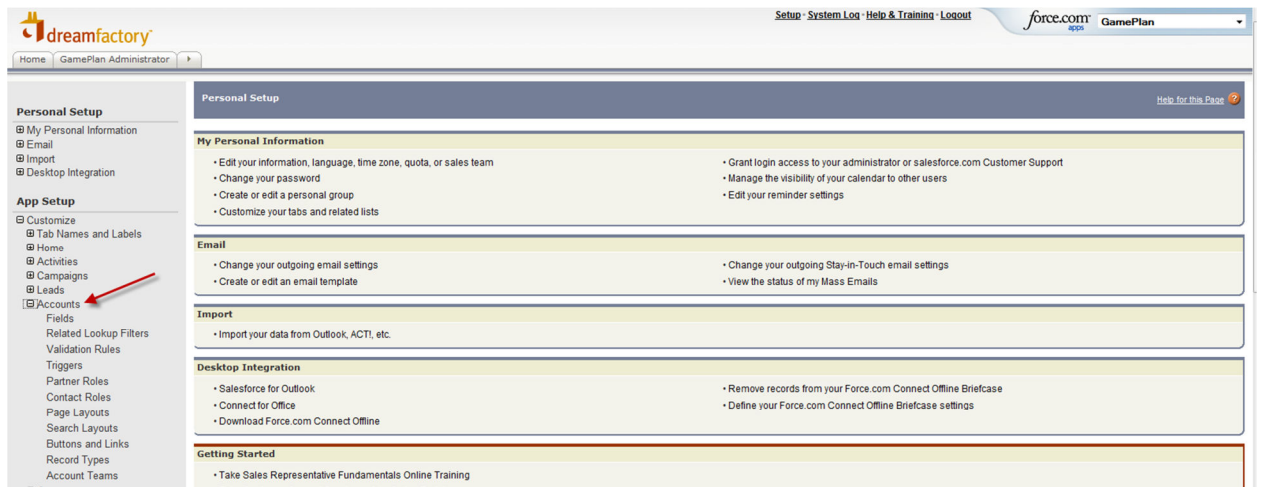 dreamfactory
Setup - System Log - Help & Training - Logout
force.com
apps
GamePlan
Home
GamePlan Administrator
Personal Setup
My Personal Information
Email
Import
Desktop Integration
App Setup
Customize
Tab Names and Labels
Home
Activities
Campaigns
Leads
Accounts
Fields
Related Lookup Filters
Validation Rules
Triggers
Partner Roles
Contact Roles
Page Layouts
Search Layouts
Buttons and Links
Record Types
Account Teams
Personal Setup
Help for this Page ?
My Personal Information
• Edit your information, language, time zone, quota, or sales team
• Change your password
• Create or edit a personal group
• Customize your tabs and related lists
• Grant login access to your administrator or salesforce.com Customer Support
• Manage the visibility of your calendar to other users
• Edit your reminder settings
Email
• Change your outgoing email settings
• Create or edit an email template
• Change your outgoing Stay-in-Touch email settings
• View the status of my Mass Emails
Import
• Import your data from Outlook, ACT!, etc.
Desktop Integration
• Salesforce for Outlook
• Connect for Office
• Download Force.com Connect Offline
• Remove records from your Force.com Connect Offline Briefcase
• Define your Force.com Connect Offline Briefcase settings
Getting Started
• Take Sales Representative Fundamentals Online Training